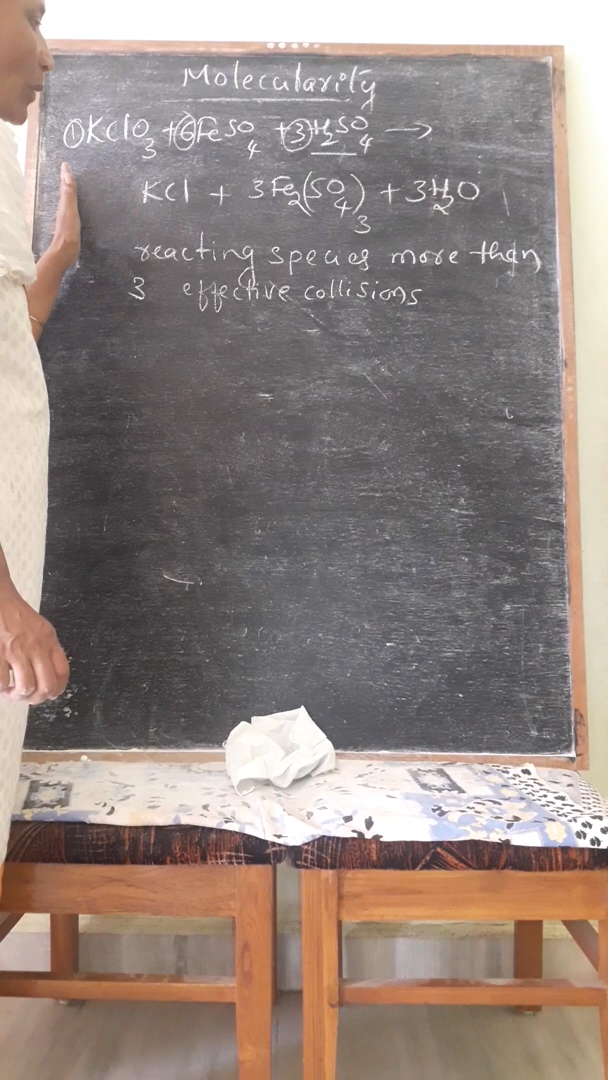 Molecularity
①KClO₃ + ⑥FeSO₄ + ③H₂SO₄ →
KCl + 3Fe₂(SO₄)₃ + 3H₂O
reacting species more than
3 effective collisions